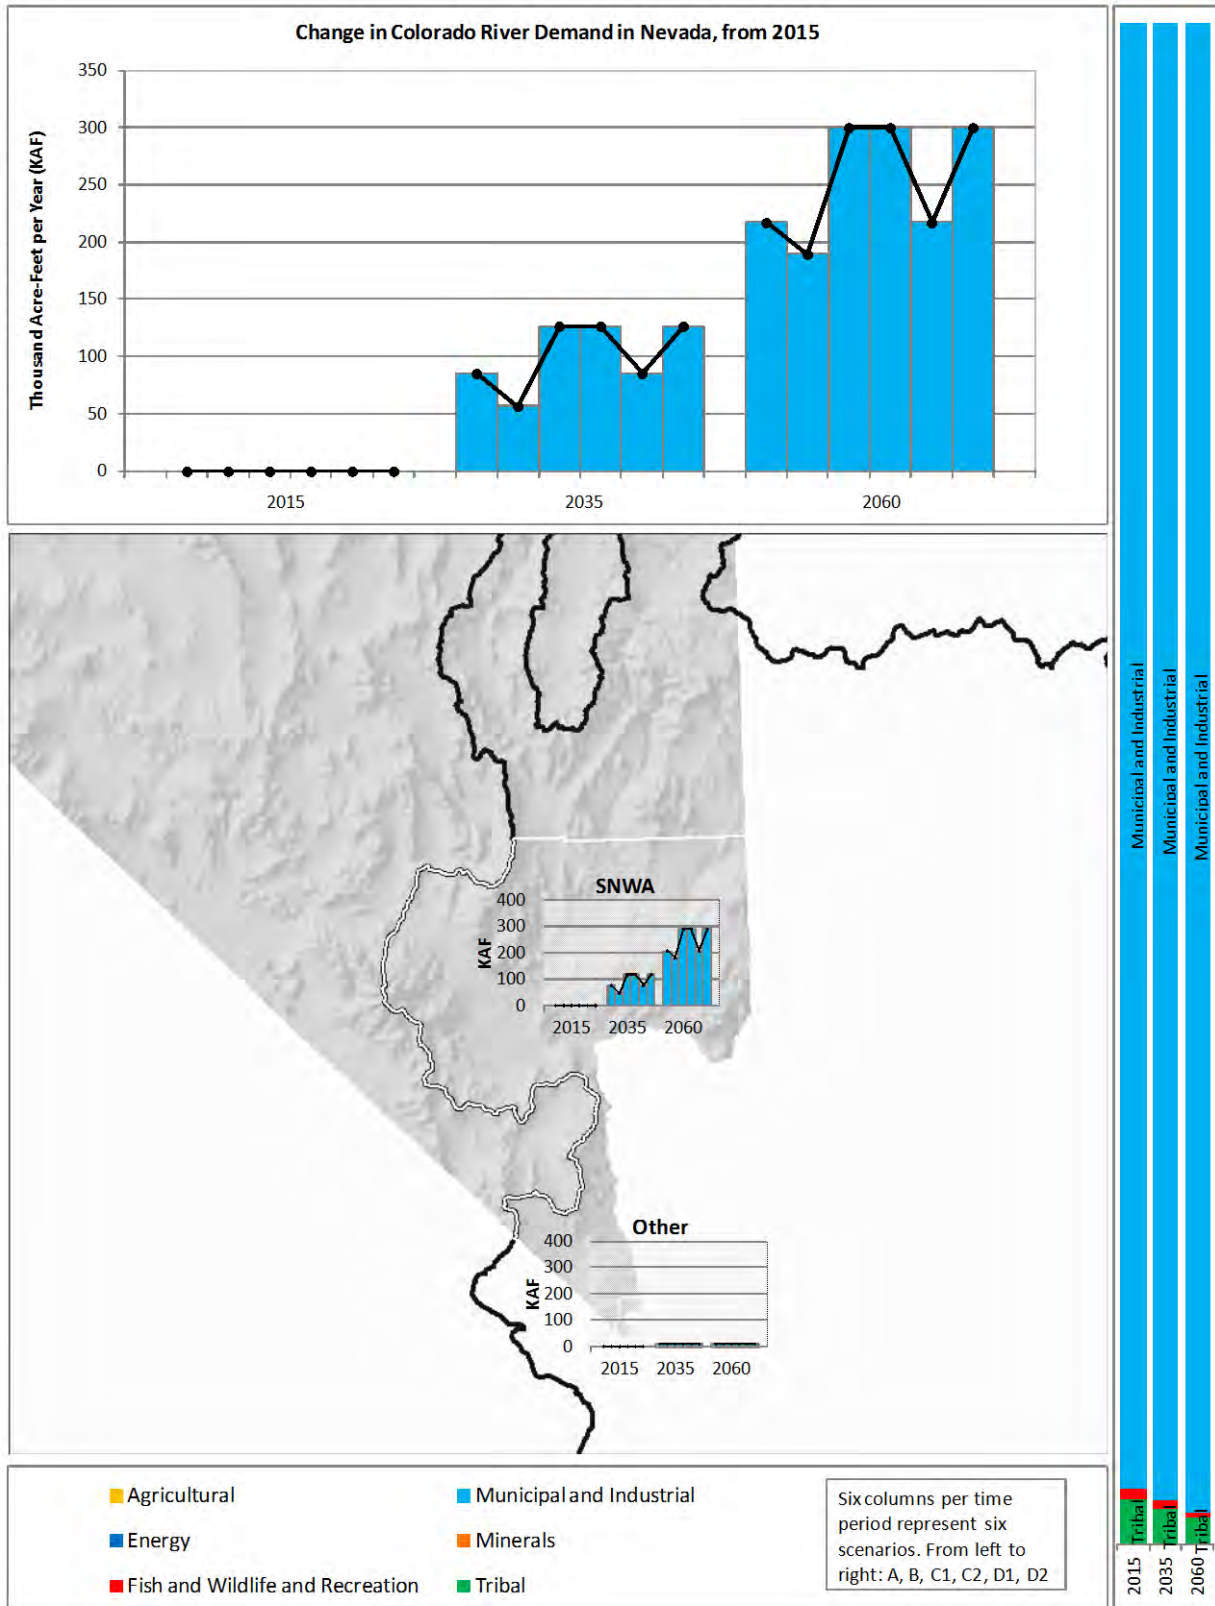 Change in Colorado River Demand in Nevada, from 2015
Thousand Acre-Feet per Year (KAF)
350
300
250
200
150
100
50
0
2015
2035
2060
SNWA
KAF
400
300
200
100
0
2015
2035
2060
Other
KAF
400
300
200
100
0
2015
2035
2060
Agricultural
Municipal and Industrial
Energy
Minerals
Fish and Wildlife and Recreation
Tribal
Six columns per time
period represent six
scenarios. From left to
right: A, B, C1, C2, D1, D2
Municipal and Industrial
Municipal and Industrial
Municipal and Industrial
Tribal
Tribal
Tribal
2015
2035
2060